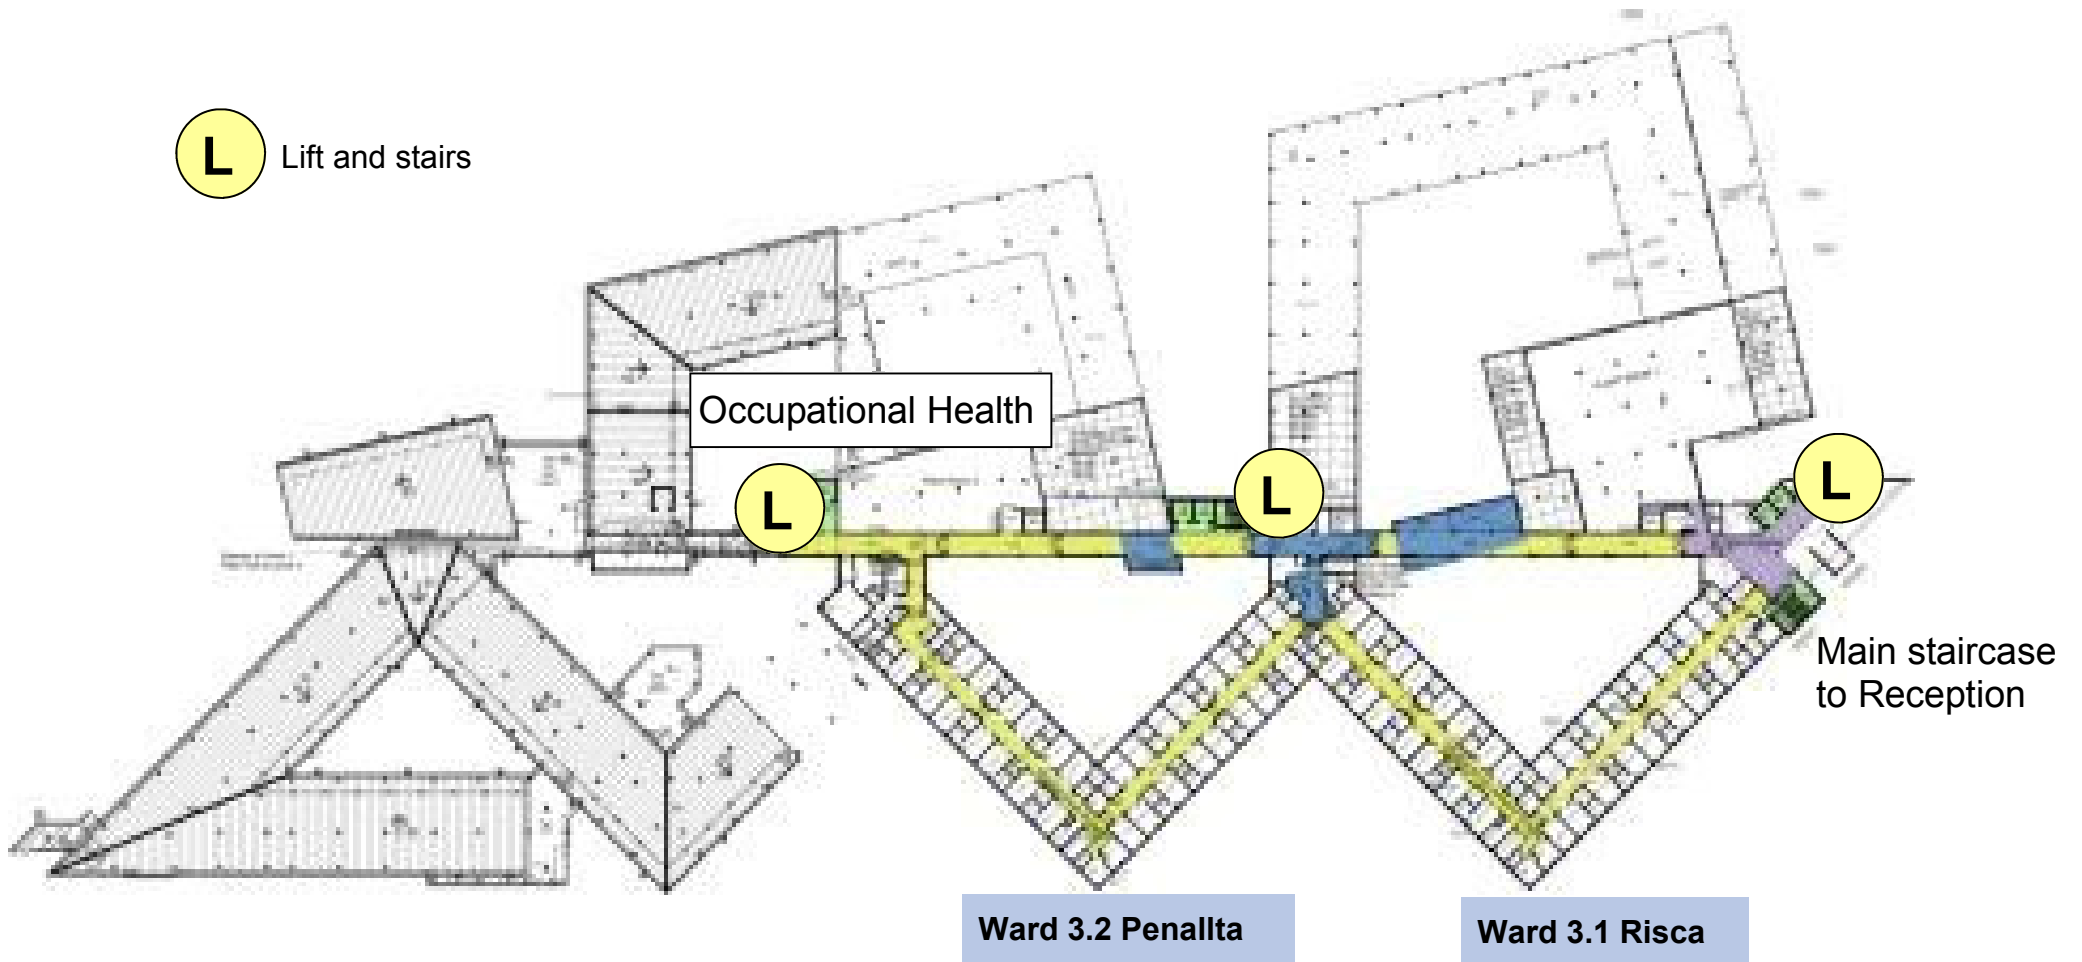 L Lift and stairs
Occupational Health
L
L
L
Main staircase
to Reception
Ward 3.2 Penallta
Ward 3.1 Risca